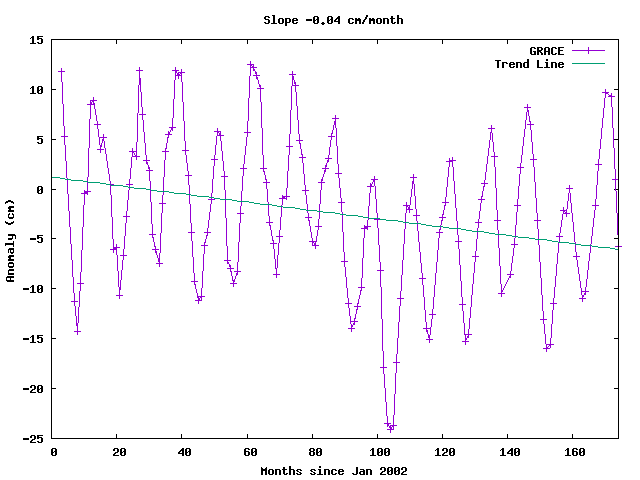 Slope -0.04 cm/month
GRACE
Trend Line
15
10
5
0
-5
-10
-15
-20
-25
Anomaly (cm)
0 20 40 60 80 100 120 140 160
Months since Jan 2002